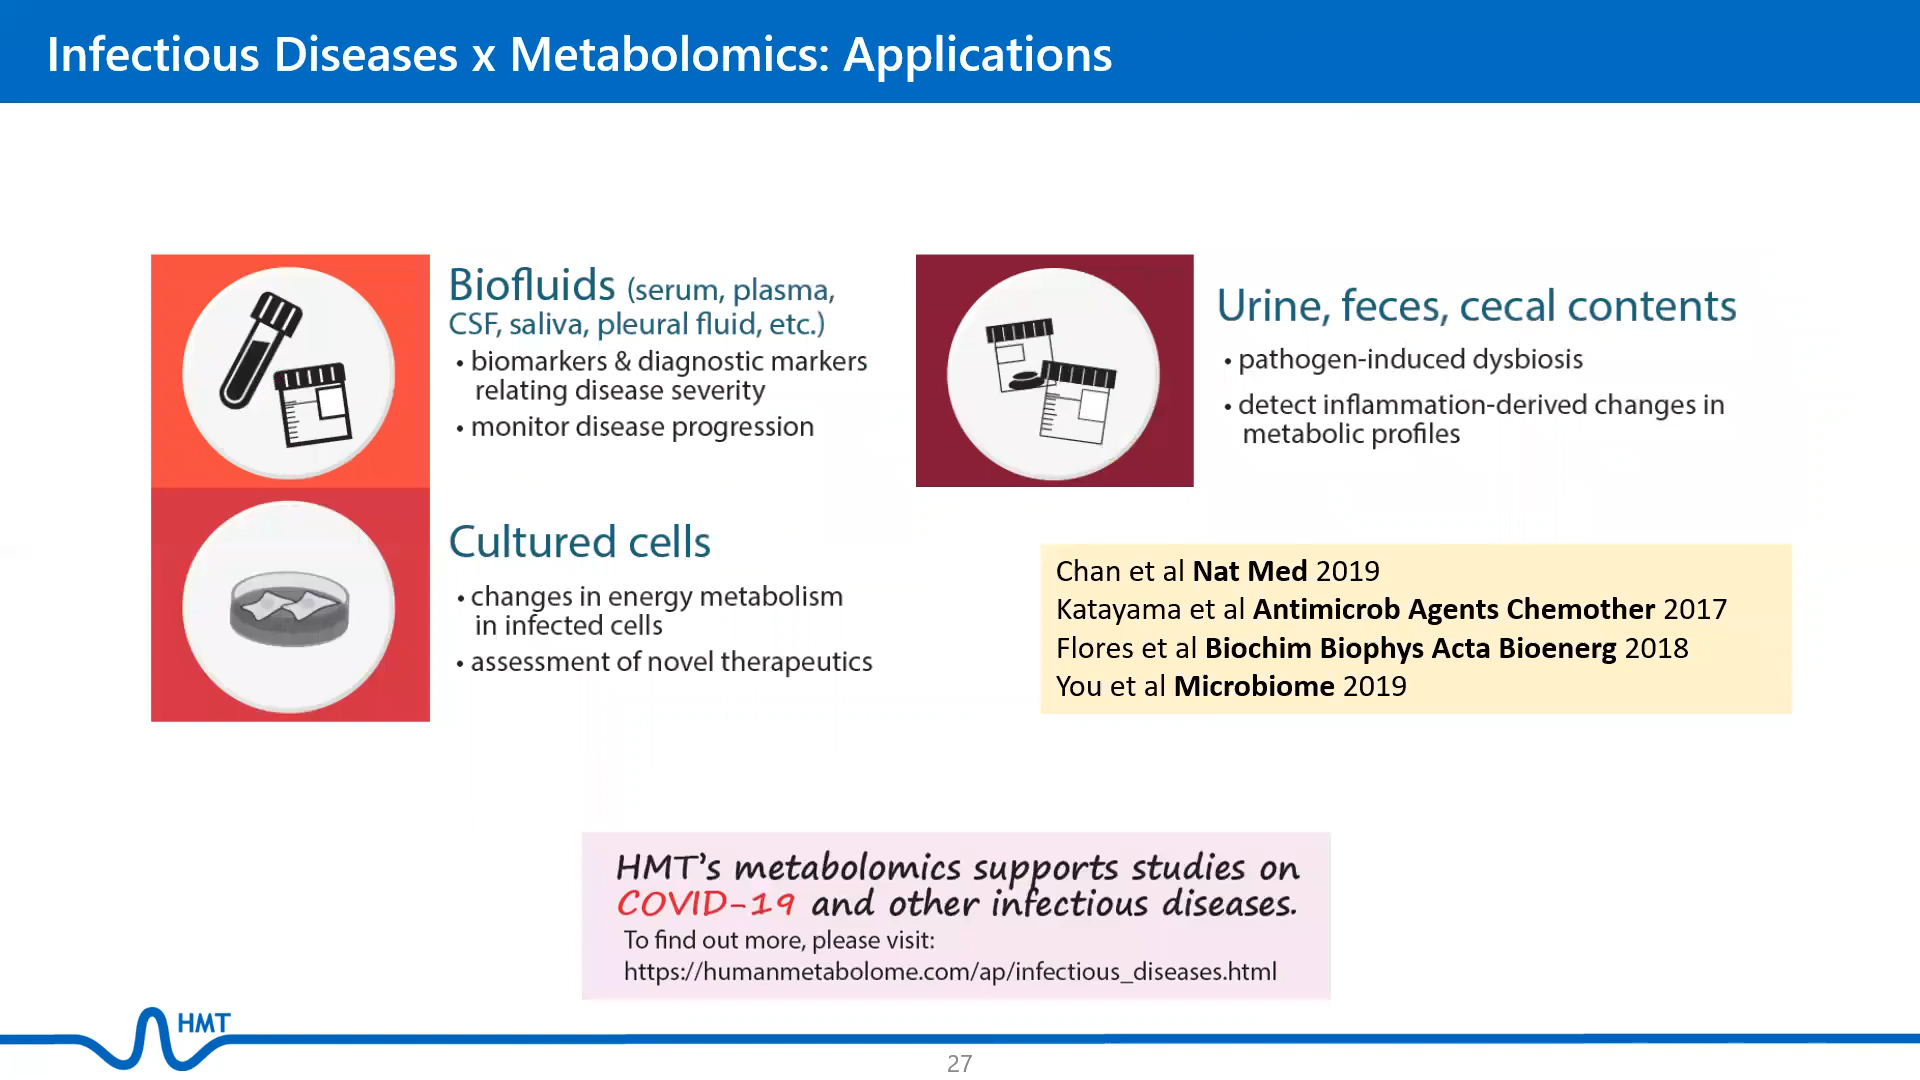 Infectious Diseases x Metabolomics: Applications
Biofluids (serum, plasma,
CSF, saliva, pleural fluid, etc.)
• biomarkers & diagnostic markers
relating disease severity
• monitor disease progression
Cultured cells
• changes in energy metabolism
in infected cells
• assessment of novel therapeutics
Urine, feces, cecal contents
• pathogen-induced dysbiosis
• detect inflammation-derived changes in
metabolic profiles
Chan et al Nat Med 2019
Katayama et al Antimicrob Agents Chemother 2017
Flores et al Biochim Biophys Acta Bioenerg 2018
You et al Microbiome 2019
HMT's metabolomics supports studies on
COVID-19 and other infectious diseases.
To find out more, please visit:
https://humanmetabolome.com/ap/infectious_diseases.html
HMT
27